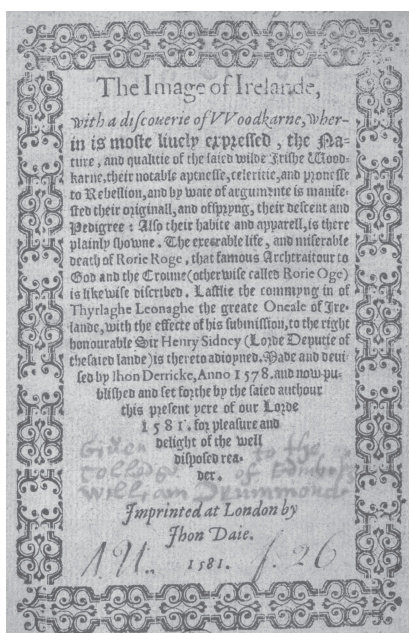 The Image of Irelande,
with a discouerie of VVoodkarne, wher-
in is moste liuely expressed, the Na-
ture, and qualitie of the saied wilde Irishe Wood-
karne, their notable aptnesse, celeritie, and pronesse
to Rebellion, and by waie of argumente is manife-
sted their originall, and ofspryng, their descent and
Pedigree: Also their habite and apparell, is there
plainly showne. The execrable life, and miserable
death of Rorie Roge, that famous Archtraitour to
God and the Croune (otherwise called Rorie Oge)
is likewise discribed. Lastlie the commyng in of
Thyrlaghe Leonaghe the greate Oneale of Ire-
lande, with the effecte of his submission, to the right
honourable Sir Henry Sidney (Lorde Deputie of
the saied lande) is thereto adioyned. Made and deui-
sed by Ihon Derricke, Anno 1578. and now pu-
blished and set forthe by the saied authour
this present yere of our Lorde
1581. for pleasure and
delight of the well
disposed rea-
der.
Given to the
colledg of Edinburgh
William Drummond
Imprinted at London by
Ihon Daie.
1581.